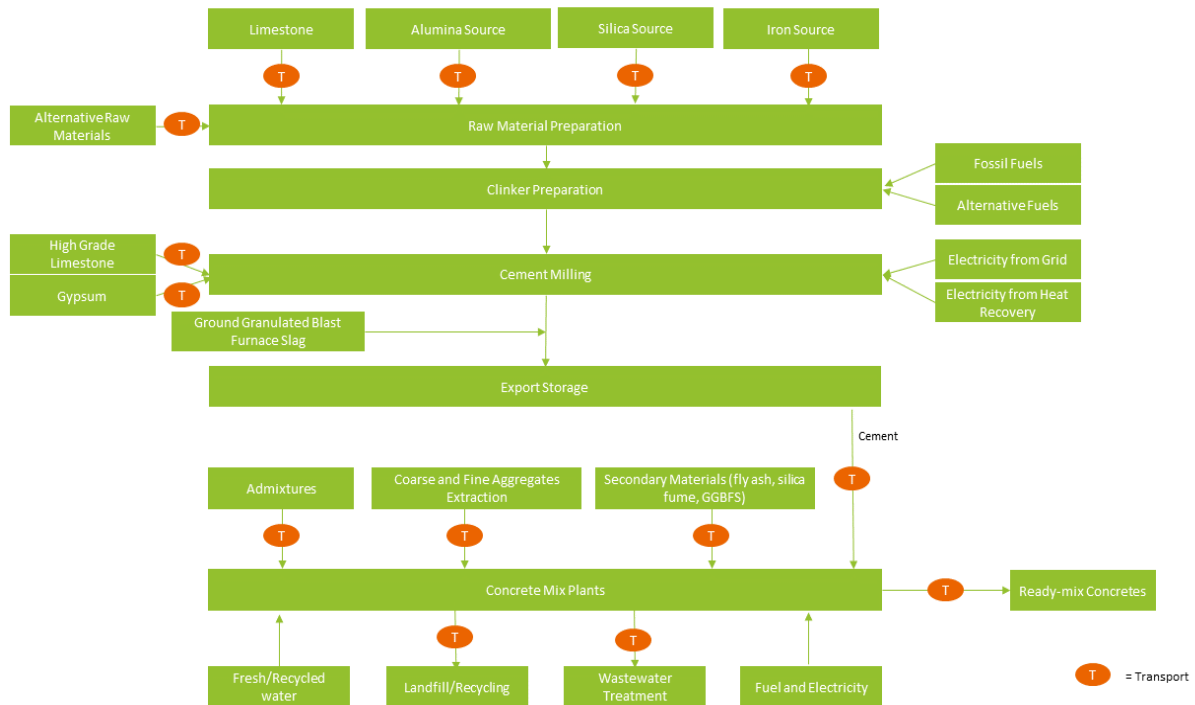 Limestone
Alumina Source
Silica Source
Iron Source
T
T
T
T
Alternative Raw
Materials
T
Raw Material Preparation
Fossil Fuels
Clinker Preparation
Alternative Fuels
High Grade
Limestone
T
Cement Milling
Electricity from Grid
Gypsum
T
Electricity from Heat
Recovery
Ground Granulated Blast
Furnace Slag
Export Storage
Cement
Admixtures
Coarse and Fine Aggregates
Extraction
Secondary Materials (fly ash, silica
fume, GGBFS)
T
T
T
T
Concrete Mix Plants
T
Ready-mix Concretes
T
T
Fresh/Recycled
water
Landfill/Recycling
Wastewater
Treatment
Fuel and Electricity
T
= Transport